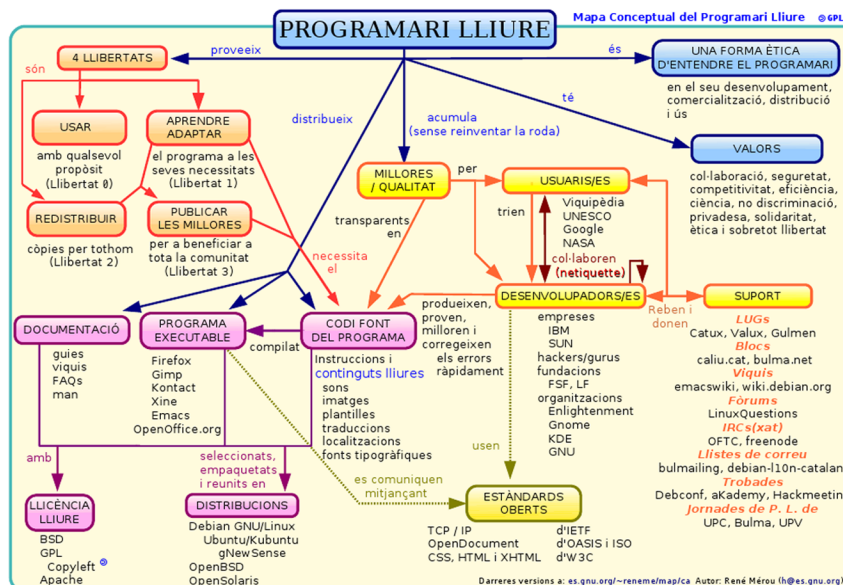 PROGRAMARI LLIURE
Mapa Conceptual del Programari Lliure
GPL
proveeix
és
4 LLIBERTATS
UNA FORMA ÈTICA
D'ENTENDRE EL PROGRAMARI
en el seu desenvolupament,
comercialització, distribució
i ús
són
distribueix
acumula
(sense reinventar la roda)
té
USAR
amb qualsevol
propòsit
(Llibertat 0)
APRENDRE
ADAPTAR
el programa a les
seves necessitats
(Llibertat 1)
VALORS
col·laboració, seguretat,
competitivitat, eficiència,
ciència, no discriminació,
privadesa, solidaritat,
ètica i sobretot llibertat
MILLORES
/ QUALITAT
per
USUARIS/ES
Viquipèdia
UNESCO
Google
NASA
trien
REDISTRIBUIR
còpies per tothom
(Llibertat 2)
PUBLICAR
LES MILLORES
per a beneficiar a
tota la comunitat
(Llibertat 3)
transparents
en
necessita
el
col·laboren
(netiquette)
DOCUMENTACIÓ
guies
viquis
FAQs
man
PROGRAMA
EXECUTABLE
Firefox
Gimp
Kontact
Xine
Emacs
OpenOffice.org
compilat
CODI FONT
DEL PROGRAMA
Instruccions i
continguts lliures
sons
imatges
plantilles
traduccions
localitzacions
fonts tipogràfiques
produeixen,
proven,
milloren i
corregeixen
els errors
ràpidament
DESENVOLUPADORS/ES
empreses
IBM
SUN
hackers/gurus
fundacions
FSF, LF
organitzacions
Enlightenment
Gnome
KDE
GNU
Reben i
donen
SUPORT
LUGs
Catux, Valux, Gulmen
Blocs
caliu.cat, bulma.net
Viquis
emacswiki, wiki.debian.org
Fòrums
LinuxQuestions
IRCs(xat)
OFTC, freenode
Llistes de correu
bulmailing, debian-l10n-catalan
Trobades
Debconf, aKademy, Hackmeetin
Jornades de P. L. de
UPC, Bulma, UPV
amb
seleccionats,
empaquetats
i reunits en
usen
es comuniquen
mitjançant
LLICÈNCIA
LLIURE
BSD
GPL
Copyleft
Apache
DISTRIBUCIONS
Debian GNU/Linux
Ubuntu/Kubuntu
gNewSense
OpenBSD
OpenSolaris
ESTÀNDARDS
OBERTS
TCP / IP
OpenDocument
CSS, HTML i XHTML
d'IETF
d'OASIS i ISO
d'W3C
Darreres versions a: es.gnu.org/~reneme/map/ca Autor: René Mérou (h@es.gnu.org)